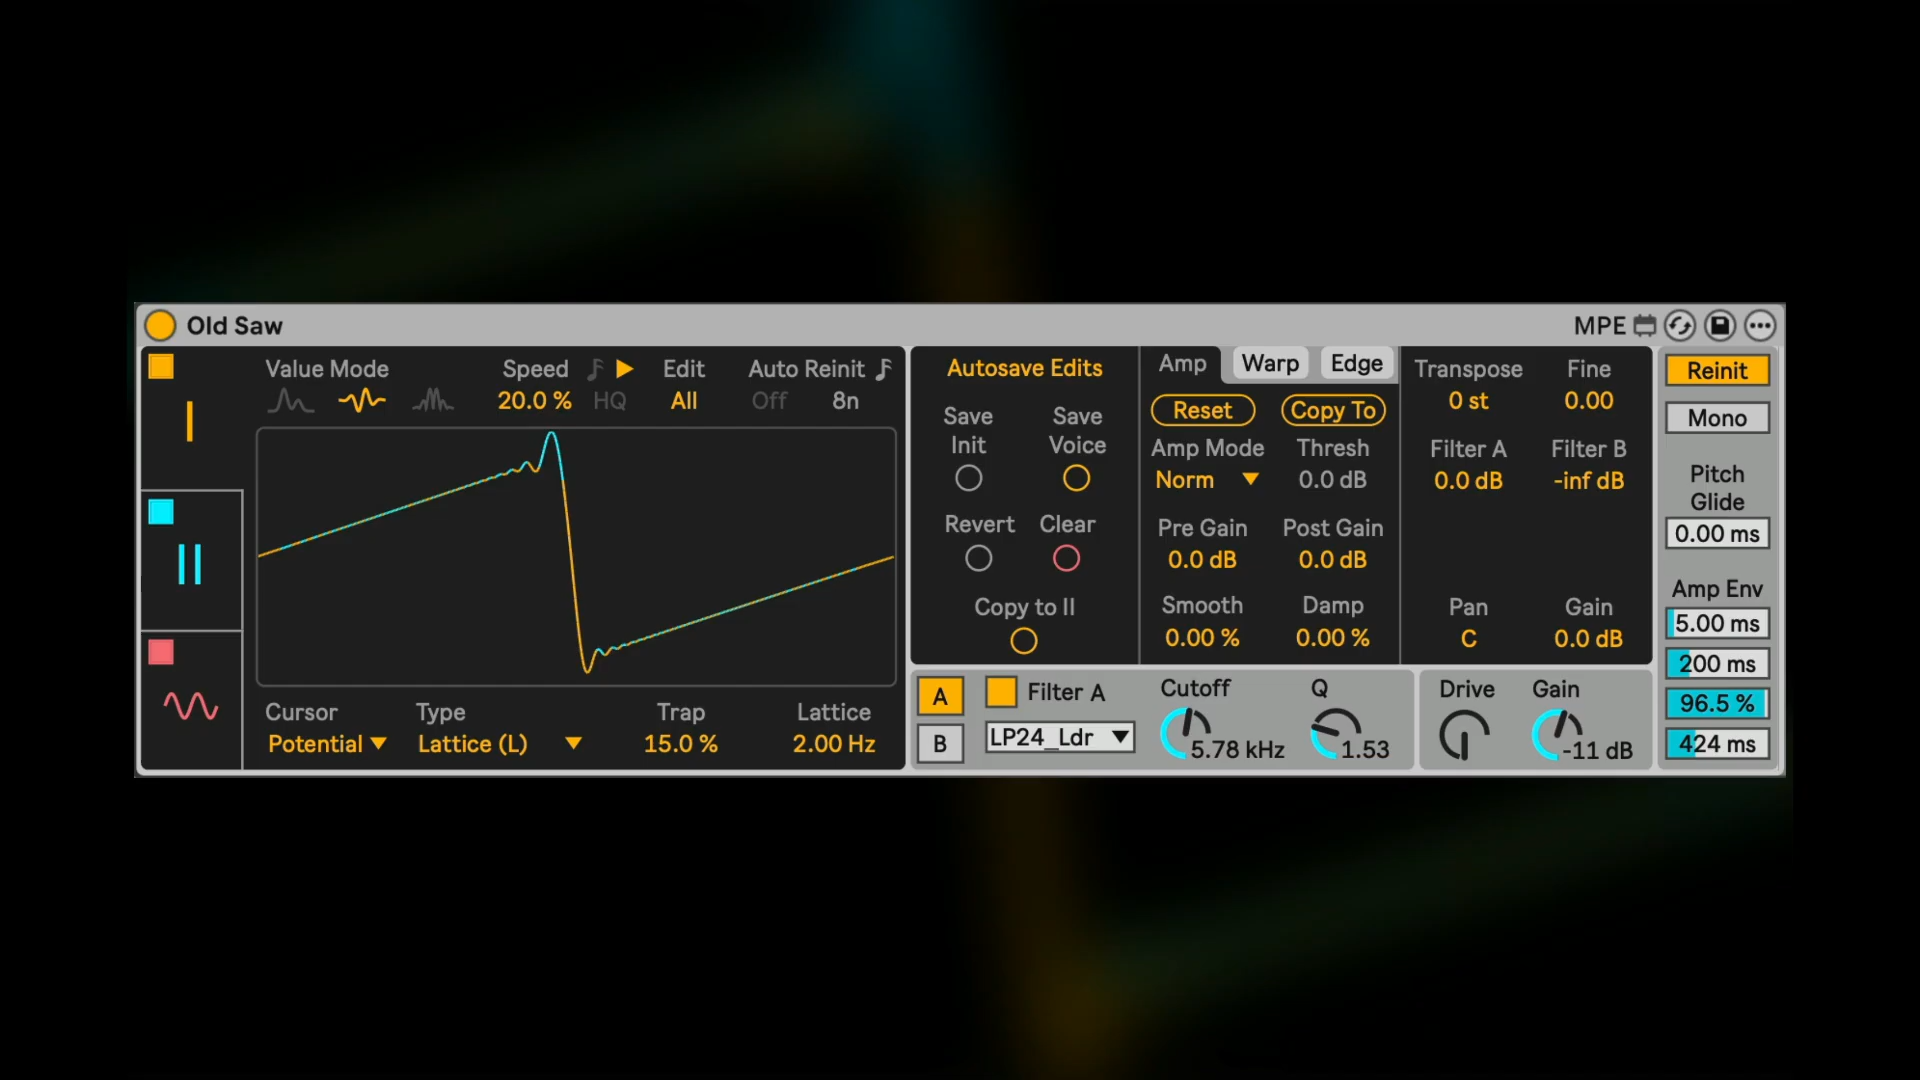 Old Saw
MPE
Value Mode
Speed
Edit
Auto Reinit
20.0 %
HQ
All
Off
8n
Cursor
Type
Trap
Lattice
Potential
Lattice (L)
15.0 %
2.00 Hz
Autosave Edits
Save Init
Save Voice
Revert
Clear
Copy to II
Amp
Warp
Edge
Reset
Copy To
Amp Mode
Thresh
Norm
0.0 dB
Pre Gain
Post Gain
0.0 dB
0.0 dB
Smooth
Damp
0.00 %
0.00 %
Transpose
Fine
0 st
0.00
Filter A
Filter B
0.0 dB
-inf dB
Pan
Gain
C
0.0 dB
A
B
Filter A
LP24_Ldr
Cutoff
5.78 kHz
Q
1.53
Drive
Gain
-11 dB
Reinit
Mono
Pitch
Glide
0.00 ms
Amp Env
5.00 ms
200 ms
96.5 %
424 ms